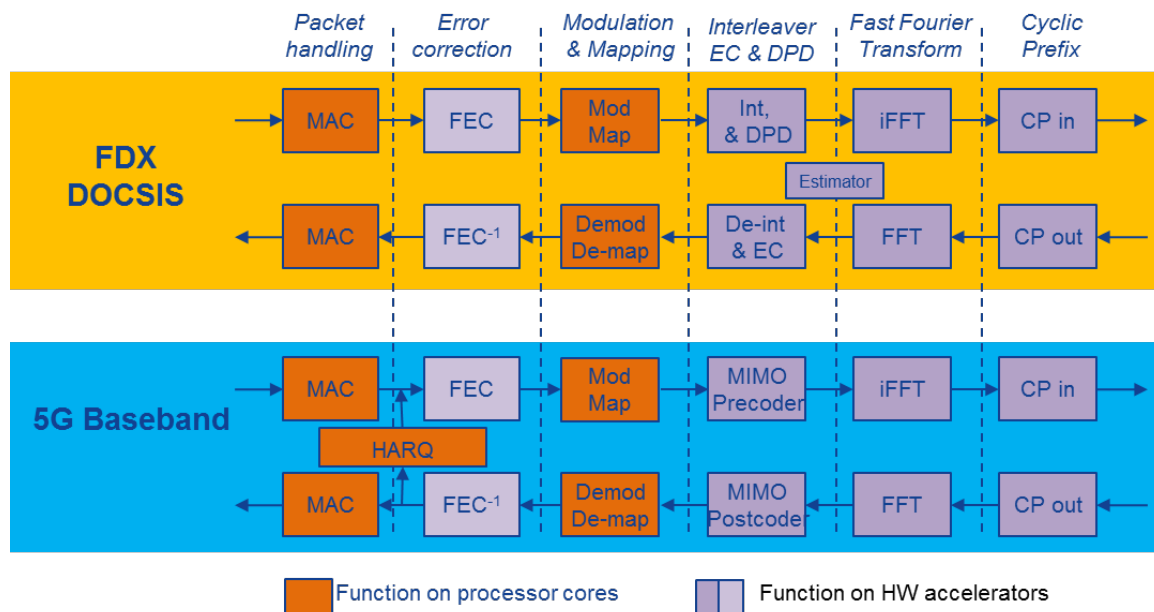 Packet
handling
Error
correction
Modulation
& Mapping
Interleaver
EC & DPD
Fast Fourier
Transform
Cyclic
Prefix
FDX
DOCSIS
MAC
FEC
Mod
Map
Int,
& DPD
iFFT
CP in
Estimator
MAC
FEC⁻¹
Demod
De-map
De-int
& EC
FFT
CP out
5G Baseband
MAC
FEC
Mod
Map
MIMO
Precoder
iFFT
CP in
HARQ
MAC
FEC⁻¹
Demod
De-map
MIMO
Postcoder
FFT
CP out
Function on processor cores
Function on HW accelerators